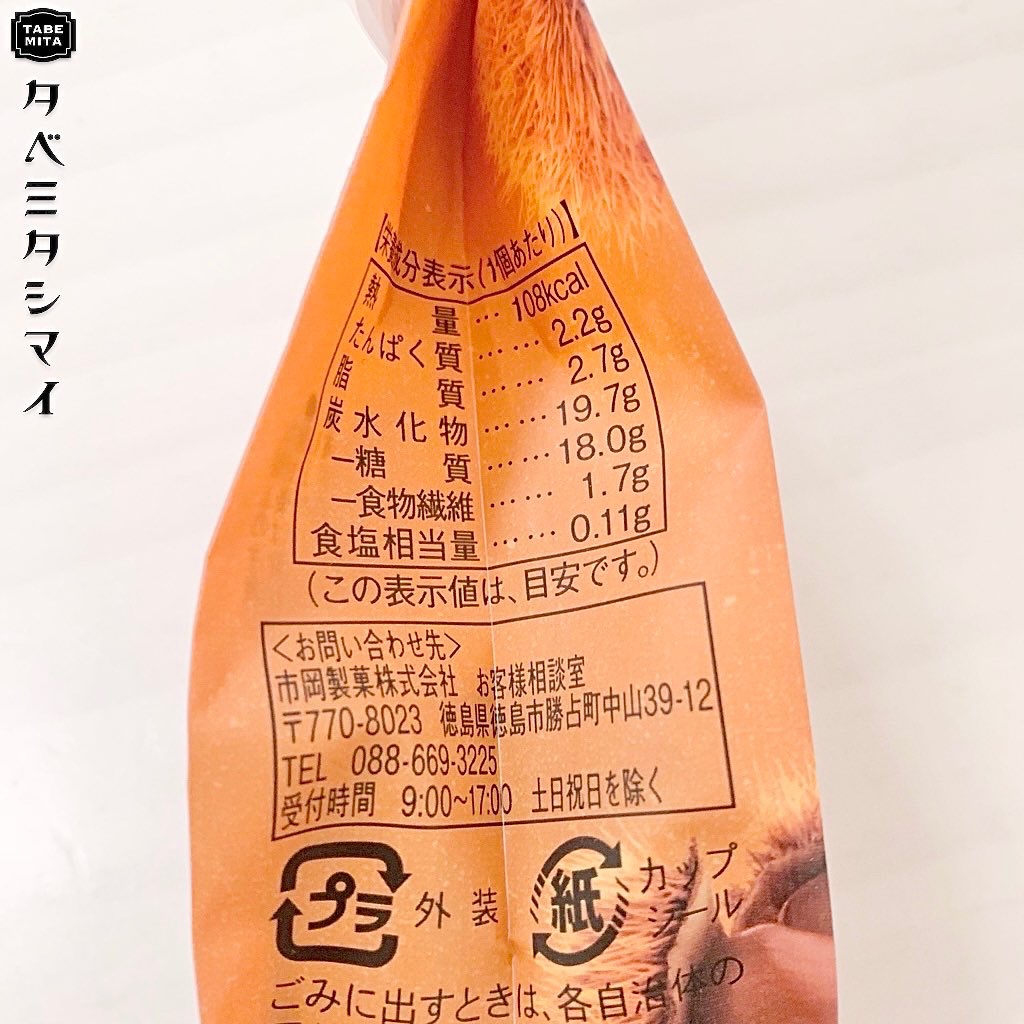 TABE
MITA
タベミタシマイ
【栄養成分表示(1個あたり)】
熱量…108kcal
たんぱく質……2.2g
脂質……2.7g
炭水化物……19.7g
ー糖質……18.0g
ー食物繊維……1.7g
食塩相当量……0.11g
(この表示値は、目安です。)
<お問い合わせ先>
市岡製菓株式会社 お客様相談室
〒770-8023 徳島県徳島市勝占町中山39-12
TEL 088-669-3225
受付時間 9:00~17:00 土日祝日を除く
プラ 外装 紙 カップ
シール
ごみに出すときは、各自治体の